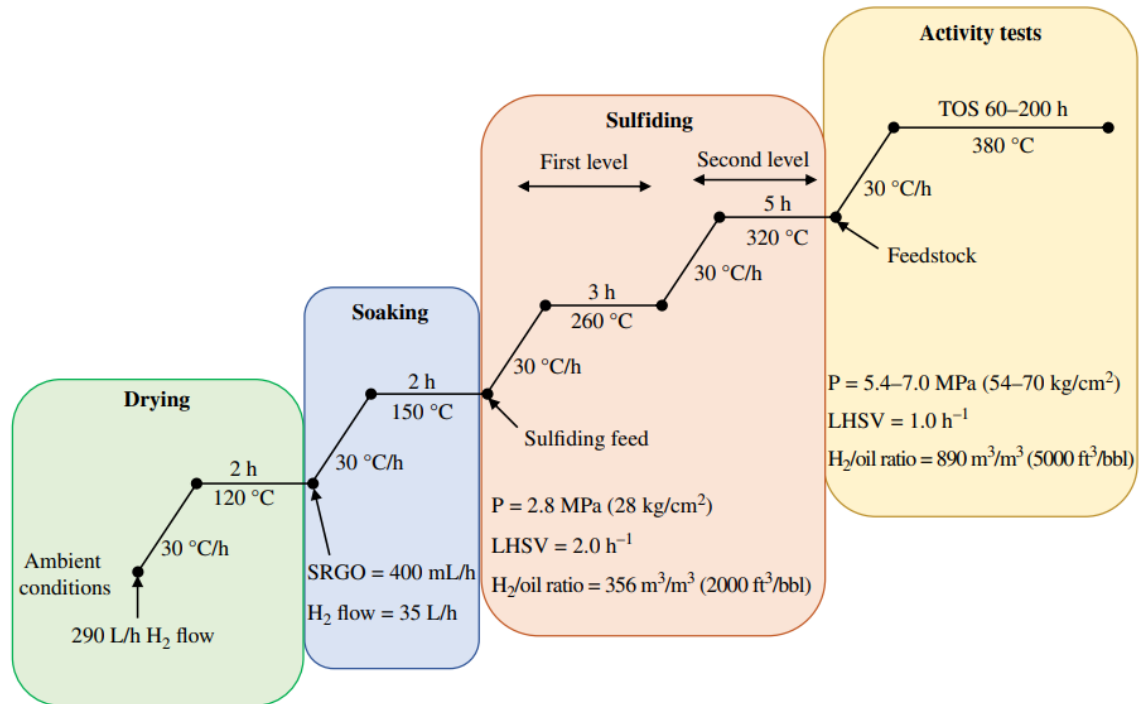 Drying
2 h
120 °C
30 °C/h
Ambient
conditions
290 L/h H₂ flow
Soaking
2 h
150 °C
30 °C/h
SRGO = 400 mL/h
H₂ flow = 35 L/h
Sulfiding
First level
Second level
5 h
320 °C
30 °C/h
3 h
260 °C
30 °C/h
Sulfiding feed
P = 2.8 MPa (28 kg/cm²)
LHSV = 2.0 h⁻¹
H₂/oil ratio = 356 m³/m³ (2000 ft³/bbl)
Activity tests
TOS 60–200 h
380 °C
30 °C/h
Feedstock
P = 5.4–7.0 MPa (54–70 kg/cm²)
LHSV = 1.0 h⁻¹
H₂/oil ratio = 890 m³/m³ (5000 ft³/bbl)